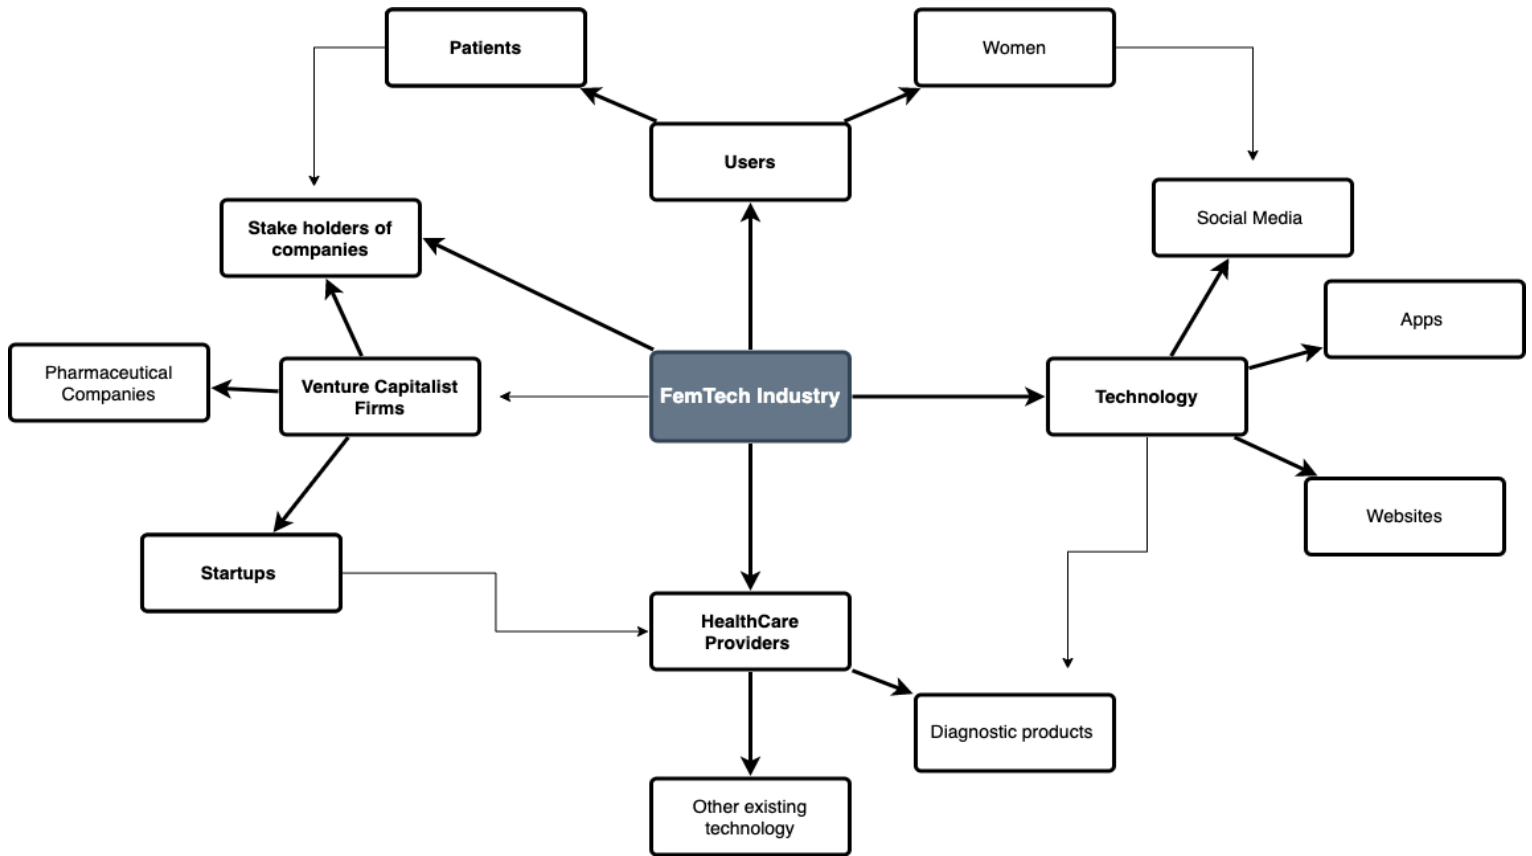 Patients
Women
Users
Stake holders of
companies
Social Media
Apps
Pharmaceutical
Companies
Venture Capitalist
Firms
FemTech Industry
Technology
Websites
Startups
HealthCare
Providers
Diagnostic products
Other existing
technology